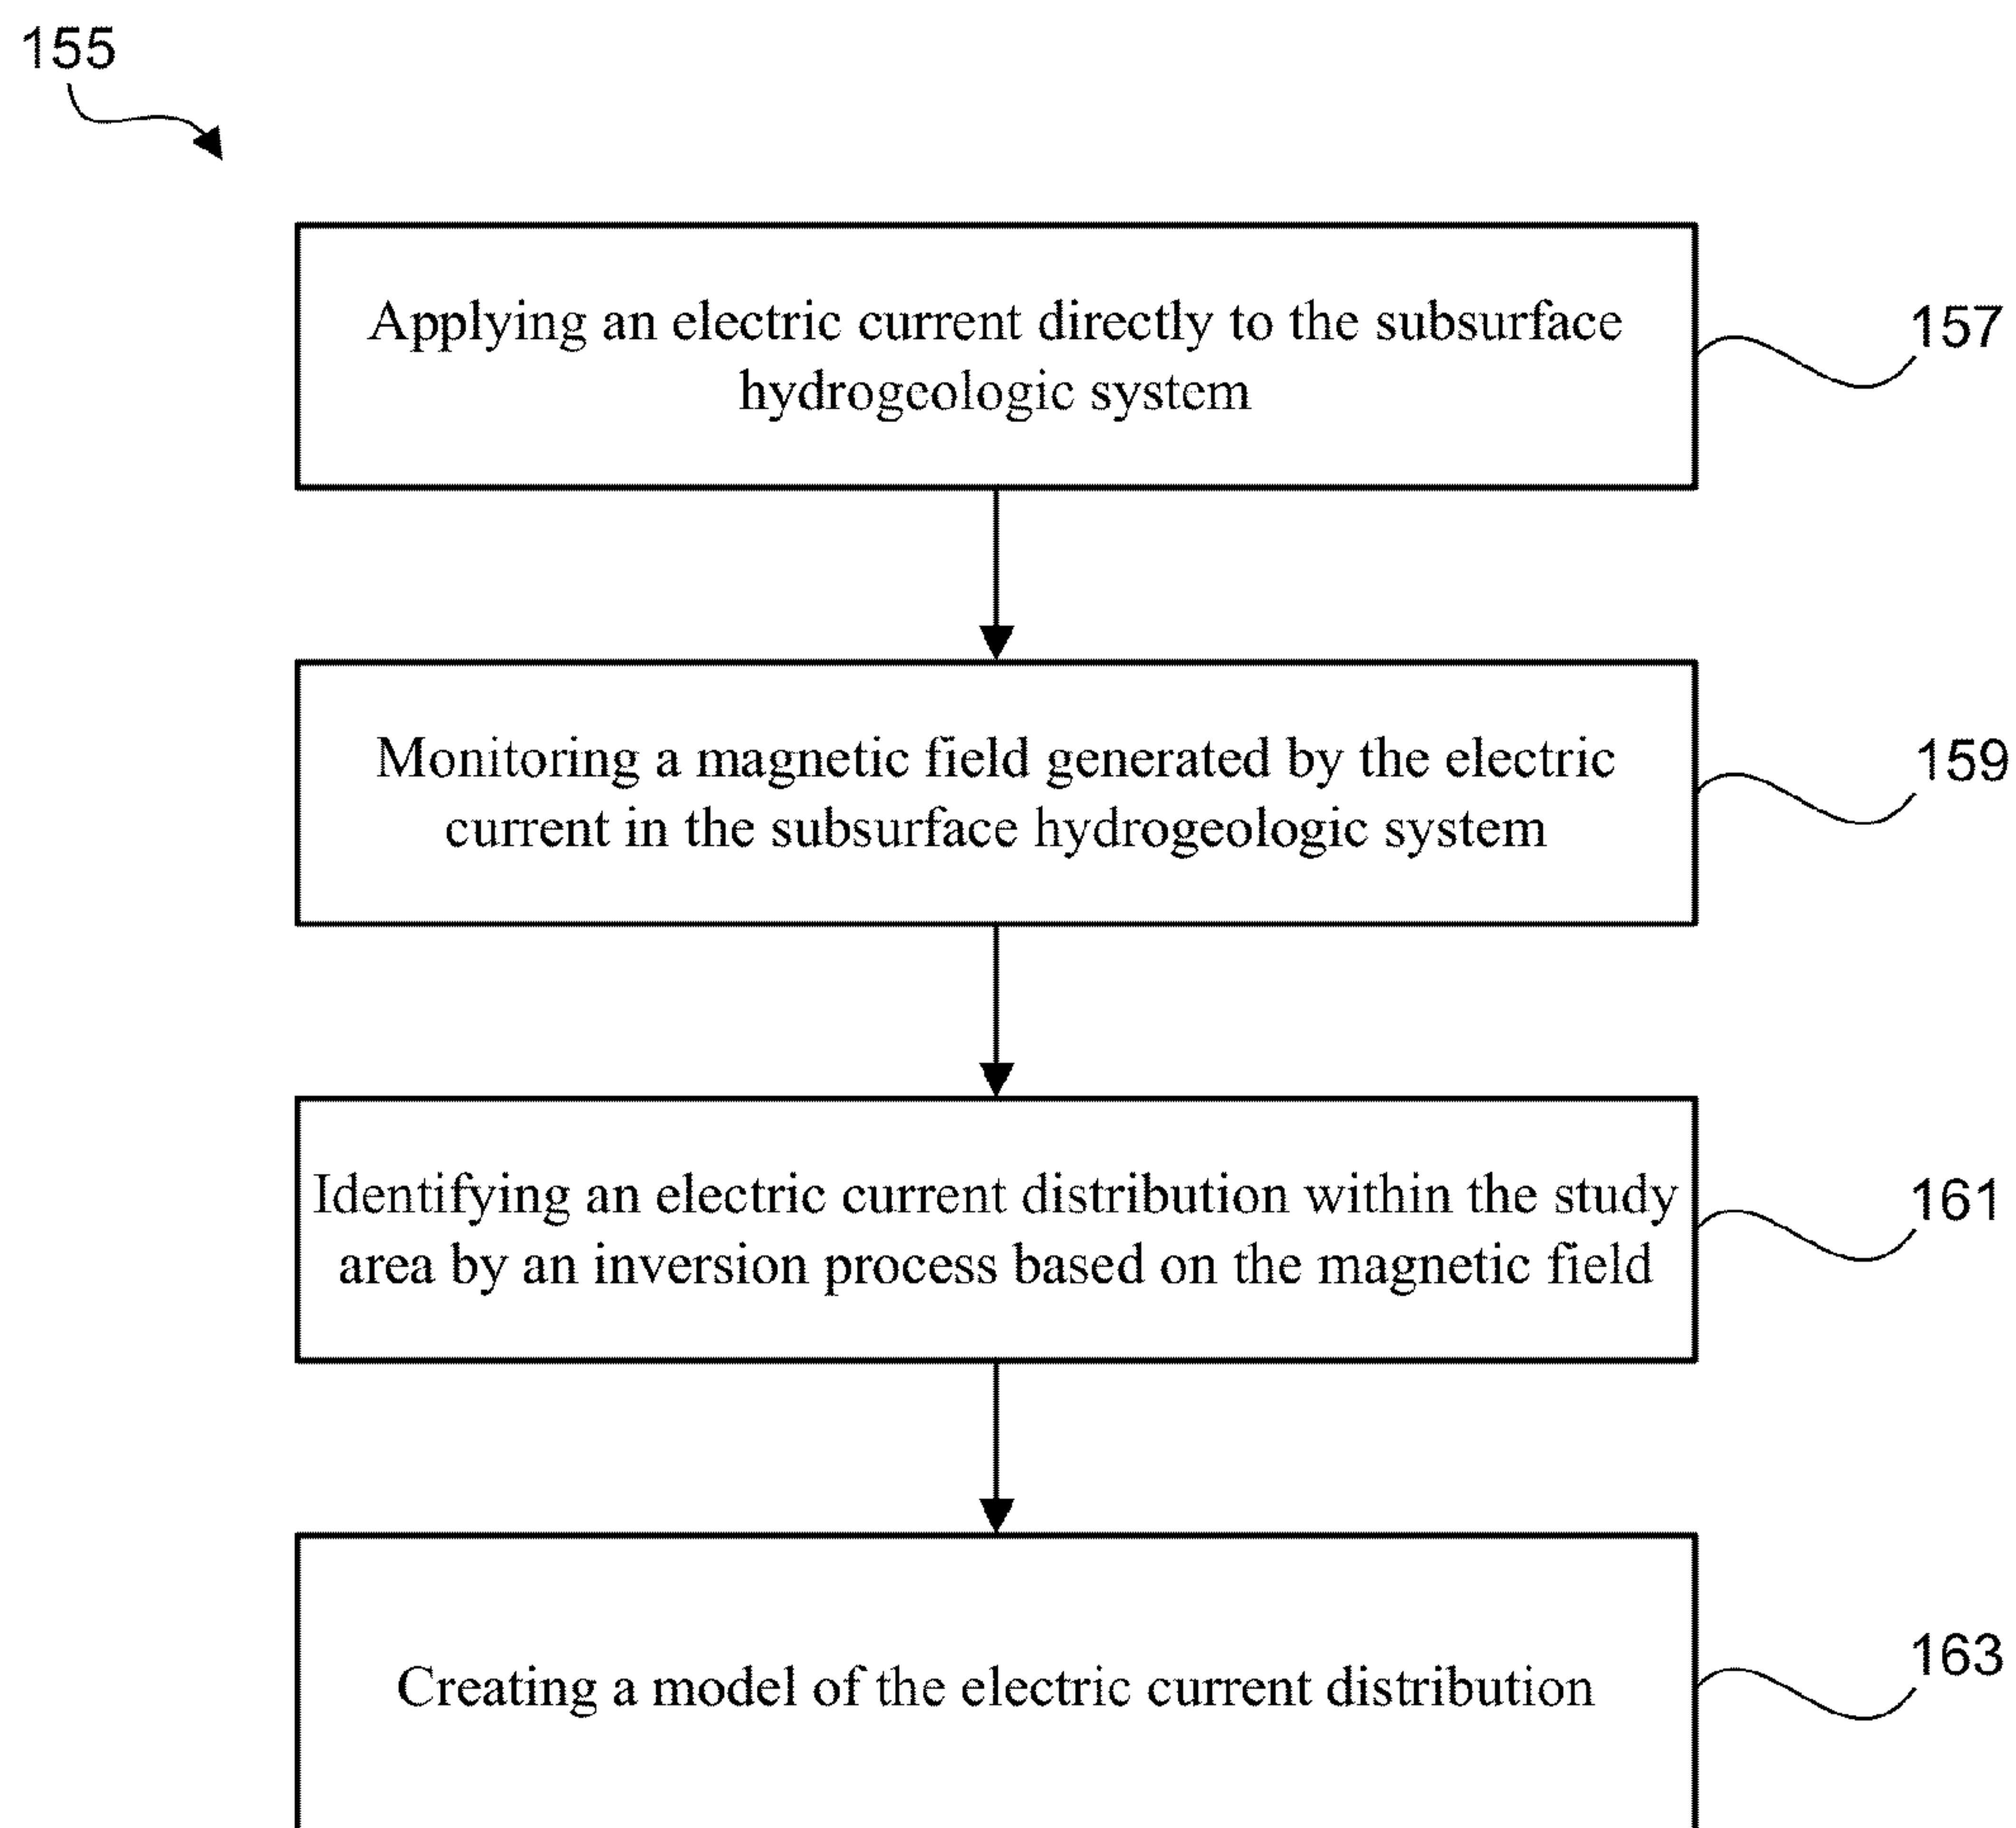 155
Applying an electric current directly to the subsurface
hydrogeologic system
157
Monitoring a magnetic field generated by the electric
current in the subsurface hydrogeologic system
159
Identifying an electric current distribution within the study
area by an inversion process based on the magnetic field
161
Creating a model of the electric current distribution
163